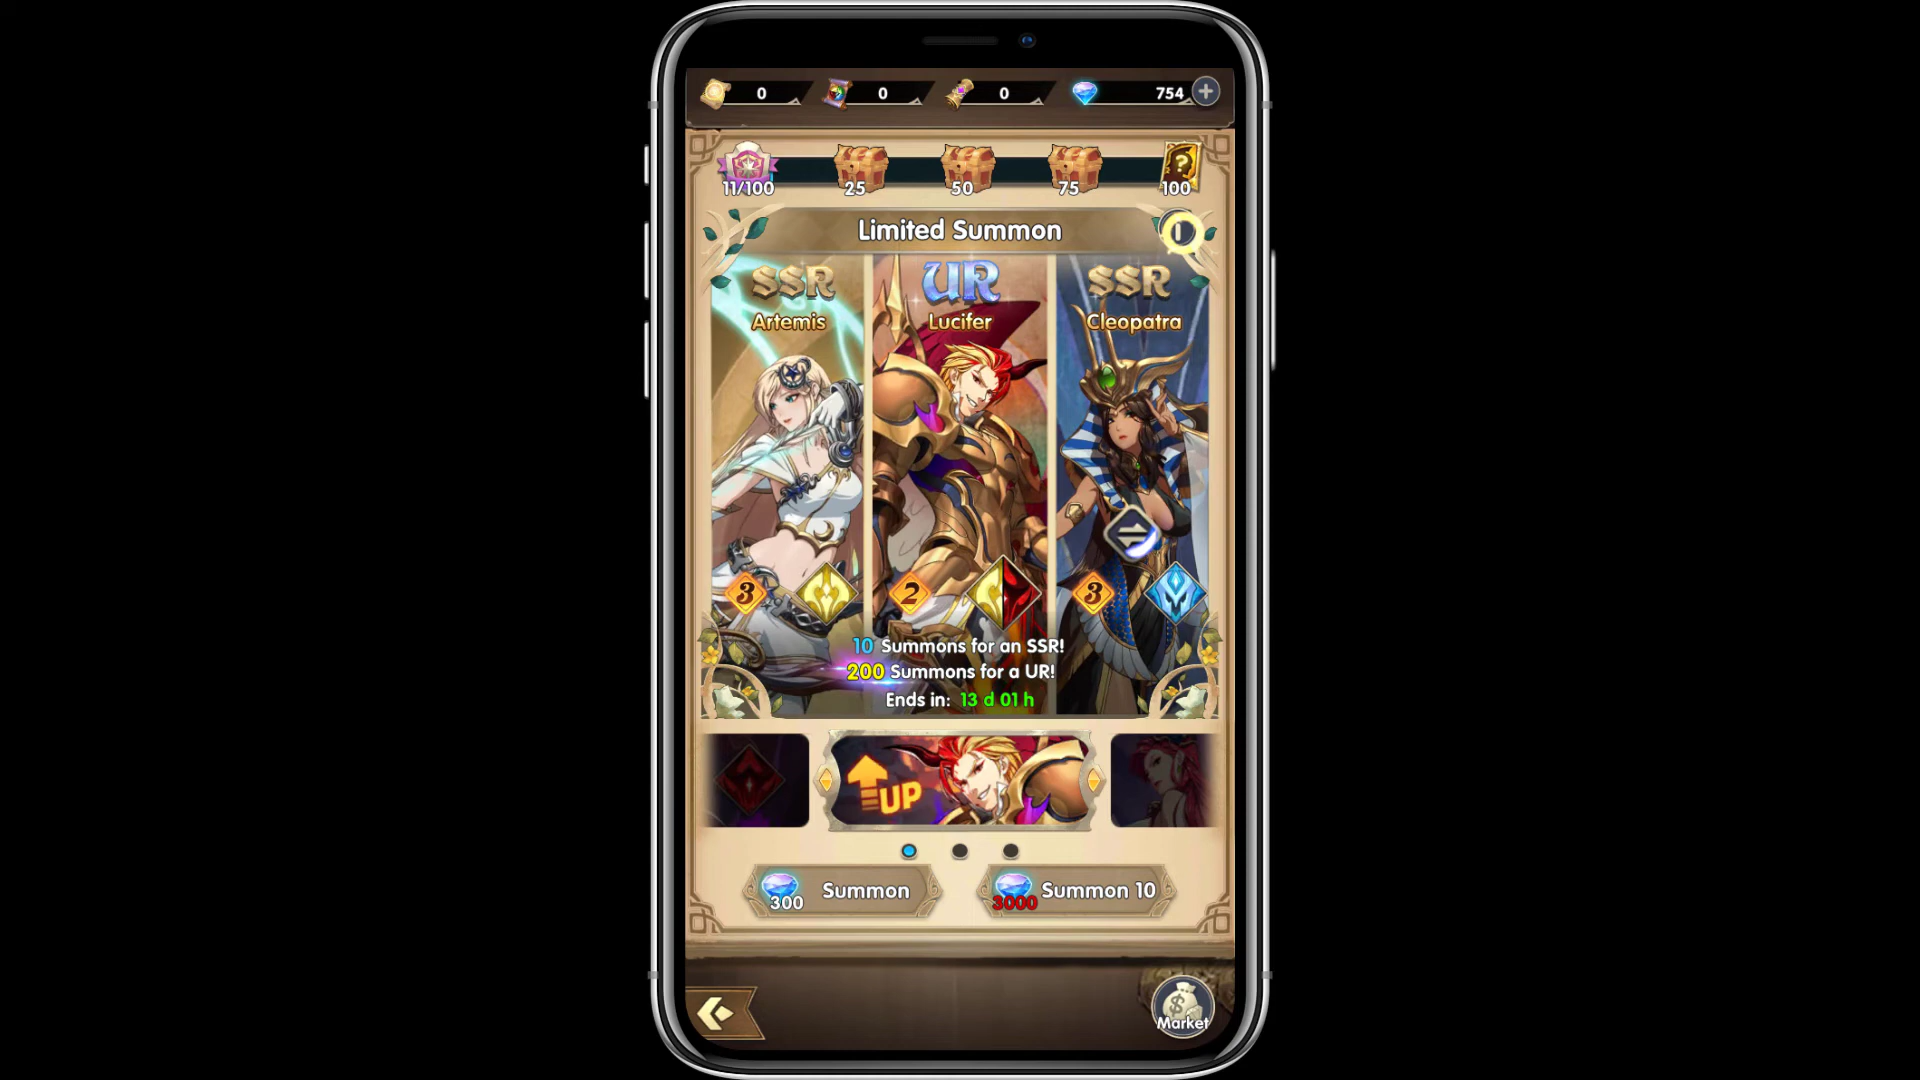 0 0 0 754
11/100 25 50 75 100
Limited Summon
SSR UR SSR
Artemis Lucifer Cleopatra
3 2 3
10 Summons for an SSR!
200 Summons for a UR!
Ends in: 13 d 01 h
UP
300 Summon
3000 Summon 10
Market